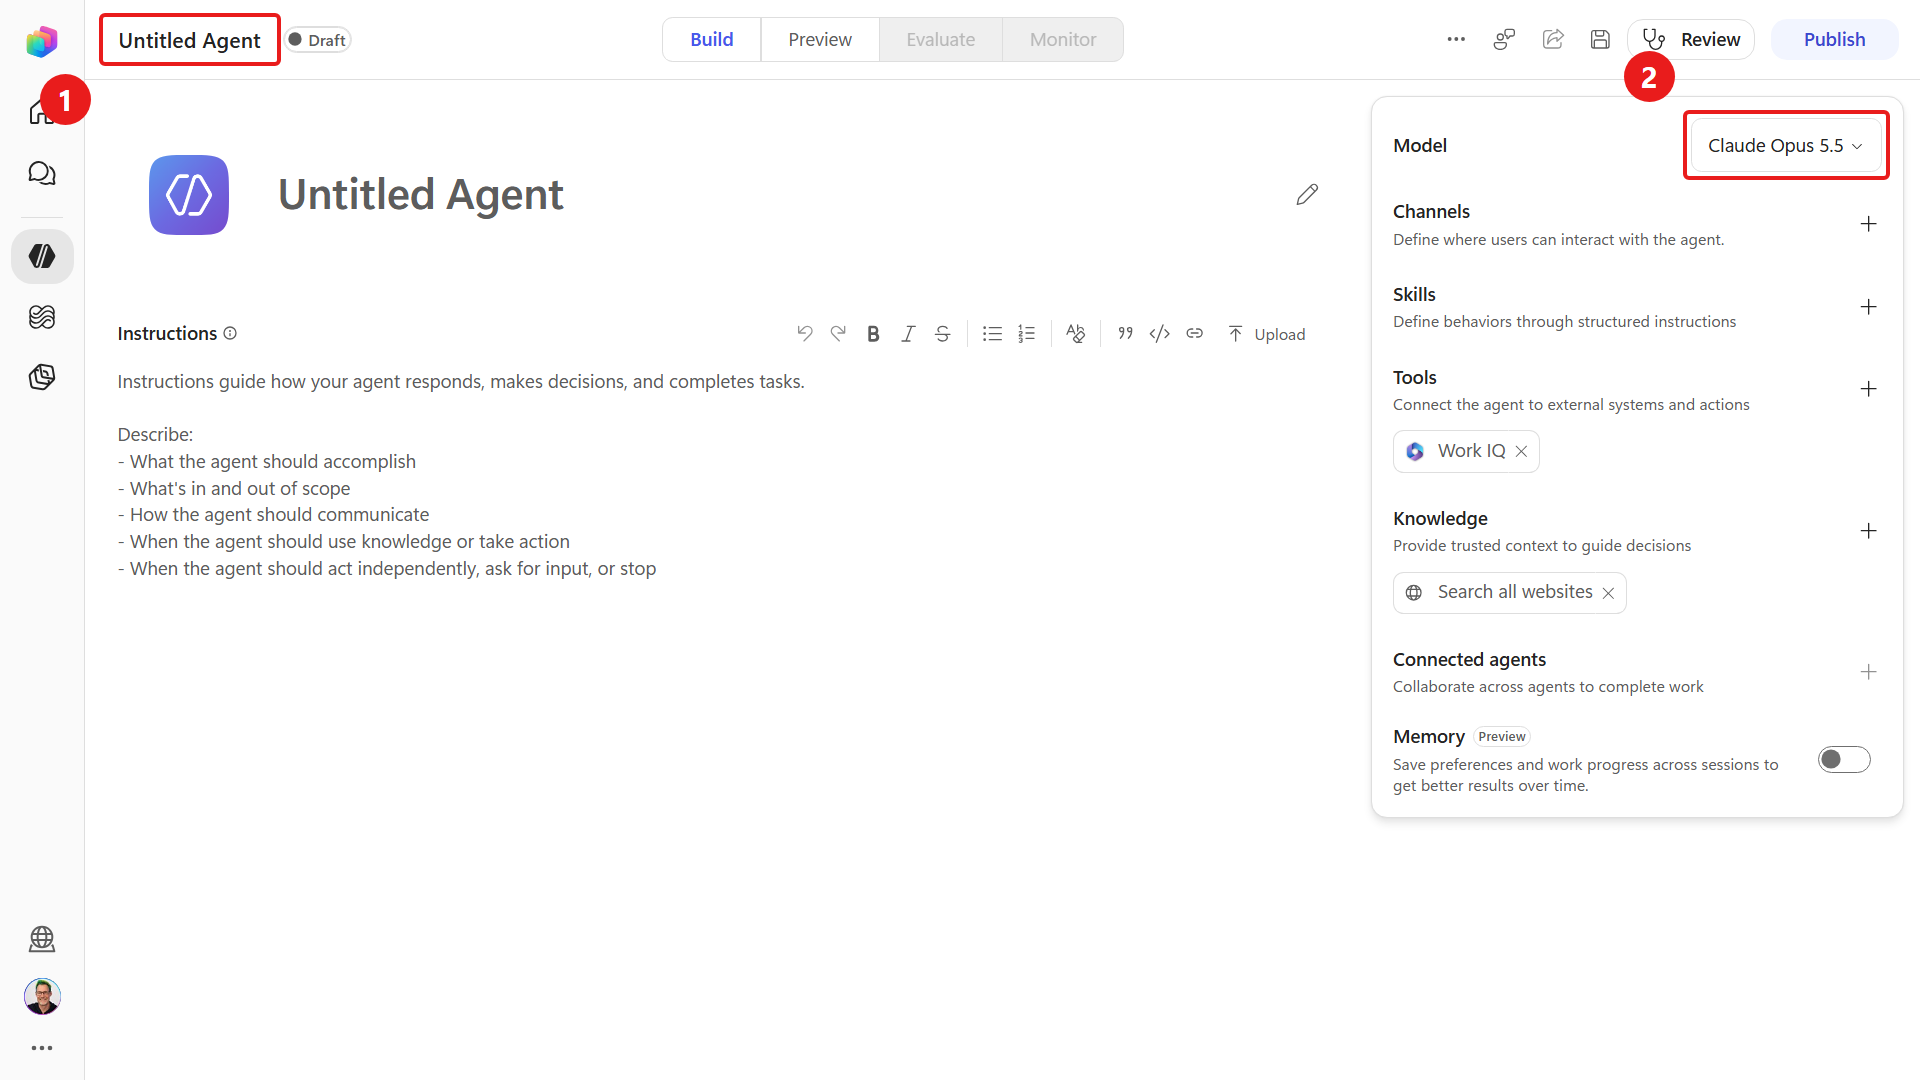 Untitled Agent
Draft
Build
Preview
Evaluate
Monitor
Review
Publish
1
2
Untitled Agent
Instructions
Upload
Instructions guide how your agent responds, makes decisions, and completes tasks.
Describe:
- What the agent should accomplish
- What's in and out of scope
- How the agent should communicate
- When the agent should use knowledge or take action
- When the agent should act independently, ask for input, or stop
Model
Claude Opus 5.5
Channels
Define where users can interact with the agent.
Skills
Define behaviors through structured instructions
Tools
Connect the agent to external systems and actions
Work IQ
Knowledge
Provide trusted context to guide decisions
Search all websites
Connected agents
Collaborate across agents to complete work
Memory Preview
Save preferences and work progress across sessions to
get better results over time.